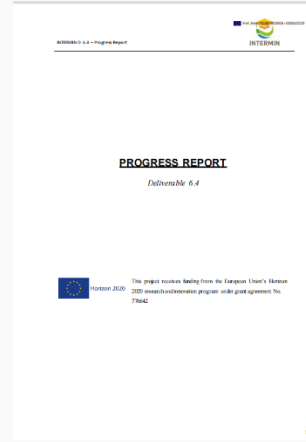 INTERMIN D 6.4 – Progress Report
INTERMIN
PROGRESS REPORT
Deliverable 6.4
Horizon 2020
This project receives funding from the European Union's Horizon
2020 research and innovation program under grant agreement No.
776642